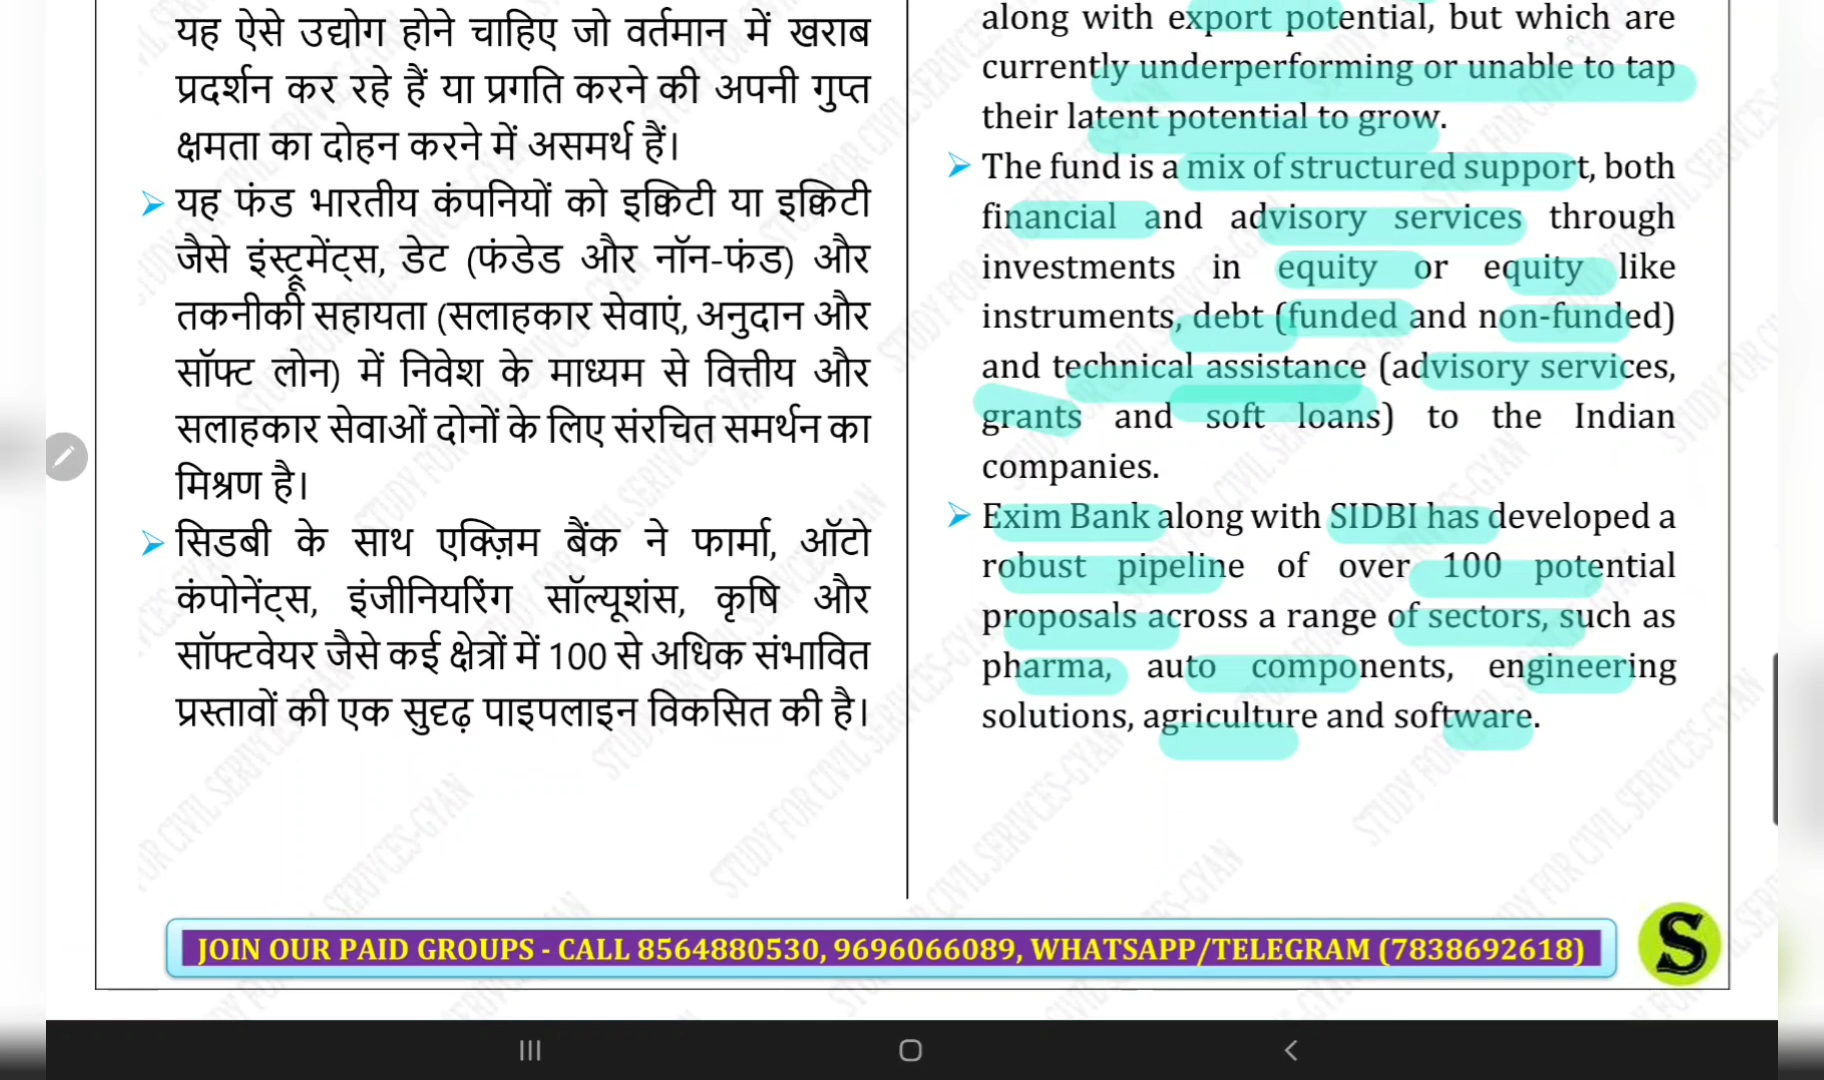 यह ऐसे उद्योग होने चाहिए जो वर्तमान में खराब
प्रदर्शन कर रहे हैं या प्रगति करने की अपनी गुप्त
क्षमता का दोहन करने में असमर्थ हैं।
➢ यह फंड भारतीय कंपनियों को इक्विटी या इक्विटी
जैसे इंस्ट्रूमेंट्स, डेट (फंडेड और नॉन-फंड) और
तकनीकी सहायता (सलाहकार सेवाएं, अनुदान और
सॉफ्ट लोन) में निवेश के माध्यम से वित्तीय और
सलाहकार सेवाओं दोनों के लिए संरचित समर्थन का
मिश्रण है।
➢ सिडबी के साथ एक्ज़िम बैंक ने फार्मा, ऑटो
कंपोनेंट्स, इंजीनियरिंग सॉल्यूशंस, कृषि और
सॉफ्टवेयर जैसे कई क्षेत्रों में 100 से अधिक संभावित
प्रस्तावों की एक सुदृढ़ पाइपलाइन विकसित की है।
along with export potential, but which are
currently underperforming or unable to tap
their latent potential to grow.
➢ The fund is a mix of structured support, both
financial and advisory services through
investments in equity or equity like
instruments, debt (funded and non-funded)
and technical assistance (advisory services,
grants and soft loans) to the Indian
companies.
➢ Exim Bank along with SIDBI has developed a
robust pipeline of over 100 potential
proposals across a range of sectors, such as
pharma, auto components, engineering
solutions, agriculture and software.
JOIN OUR PAID GROUPS - CALL 8564880530, 9696066089, WHATSAPP/TELEGRAM (7838692618)
S
STUDY FOR CIVIL SERIVCES-GYAN